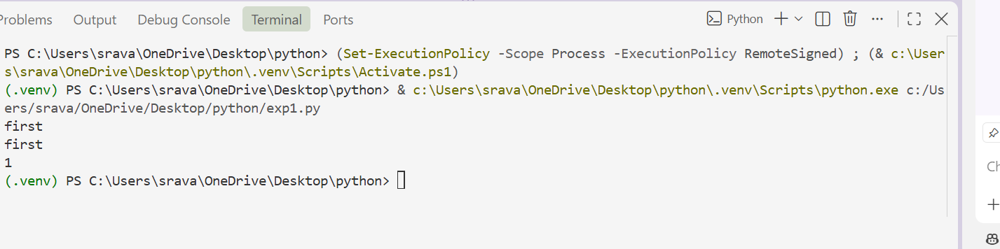 Problems Output Debug Console Terminal Ports Python
PS C:\Users\srava\OneDrive\Desktop\python> (Set-ExecutionPolicy -Scope Process -ExecutionPolicy RemoteSigned) ; (& c:\User
s\srava\OneDrive\Desktop\python\.venv\Scripts\Activate.ps1)
(.venv) PS C:\Users\srava\OneDrive\Desktop\python> & c:\Users\srava\OneDrive\Desktop\python\.venv\Scripts\python.exe c:/Us
ers/srava/OneDrive/Desktop/python/exp1.py
first
first
1
(.venv) PS C:\Users\srava\OneDrive\Desktop\python>
Ch